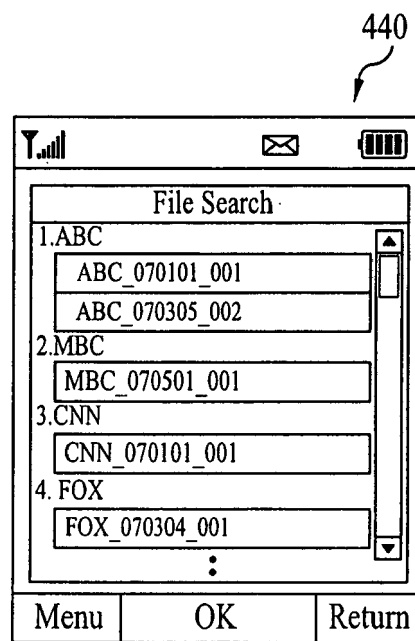 440
File Search
1.ABC
ABC_070101_001
ABC_070305_002
2.MBC
MBC_070501_001
3.CNN
CNN_070101_001
4. FOX
FOX_070304_001
Menu OK Return